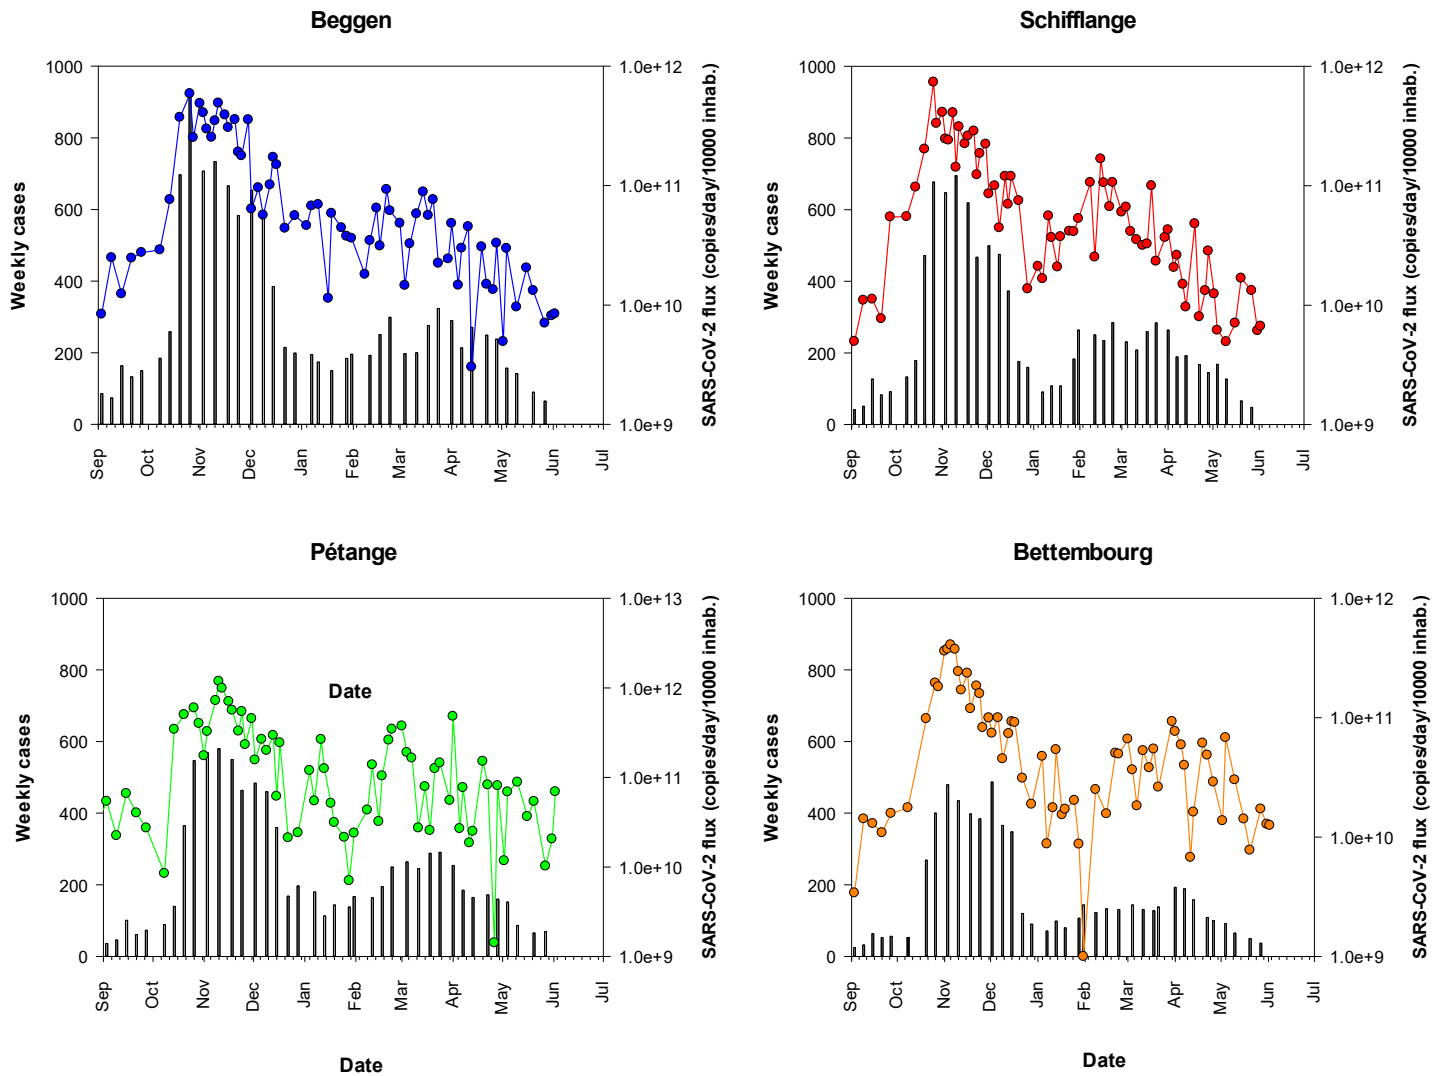 Beggen
Weekly cases
1000
800
600
400
200
0
1.0e+12
1.0e+11
1.0e+10
1.0e+9
SARS-CoV-2 flux (copies/day/10000 inhab.)
Sep Oct Nov Dec Jan Feb Mar Apr May Jun Jul
Schifflange
Weekly cases
1000
800
600
400
200
0
1.0e+12
1.0e+11
1.0e+10
1.0e+9
SARS-CoV-2 flux (copies/day/10000 inhab.)
Sep Oct Nov Dec Jan Feb Mar Apr May Jun Jul
Pétange
Weekly cases
1000
800
600
400
200
0
Date
1.0e+13
1.0e+12
1.0e+11
1.0e+10
1.0e+9
SARS-CoV-2 flux (copies/day/10000 inhab.)
Sep Oct Nov Dec Jan Feb Mar Apr May Jun Jul
Date
Bettembourg
Weekly cases
1000
800
600
400
200
0
1.0e+12
1.0e+11
1.0e+10
1.0e+9
SARS-CoV-2 flux (copies/day/10000 inhab.)
Sep Oct Nov Dec Jan Feb Mar Apr May Jun Jul
Date